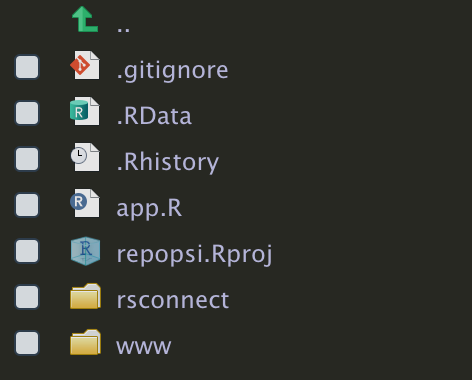 ..
.gitignore
.RData
.Rhistory
app.R
repopsi.Rproj
rsconnect
www